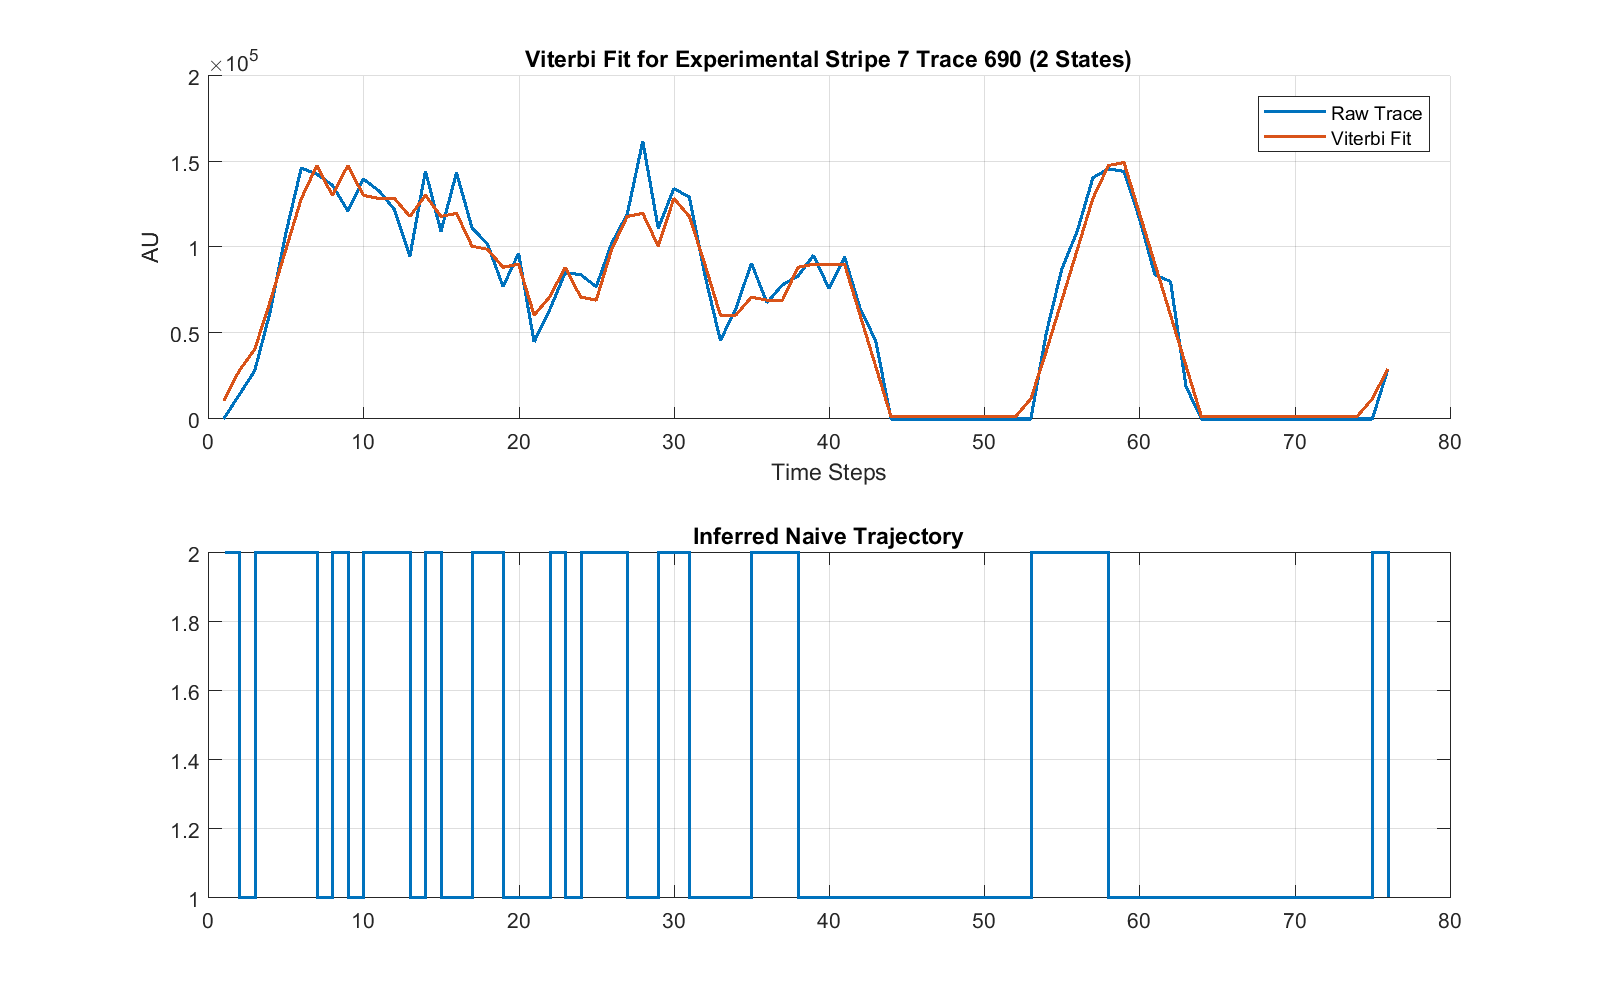 Viterbi Fit for Experimental Stripe 7 Trace 690 (2 States)
×10⁵
2
1.5
1
0.5
0
AU
Raw Trace
Viterbi Fit
0 10 20 30 40 50 60 70 80
Time Steps
Inferred Naive Trajectory
2
1.8
1.6
1.4
1.2
1
0 10 20 30 40 50 60 70 80